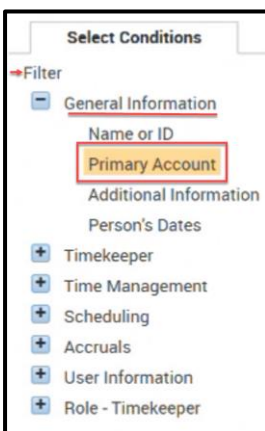 Select Conditions
Filter
General Information
Name or ID
Primary Account
Additional Information
Person's Dates
Timekeeper
Time Management
Scheduling
Accruals
User Information
Role - Timekeeper